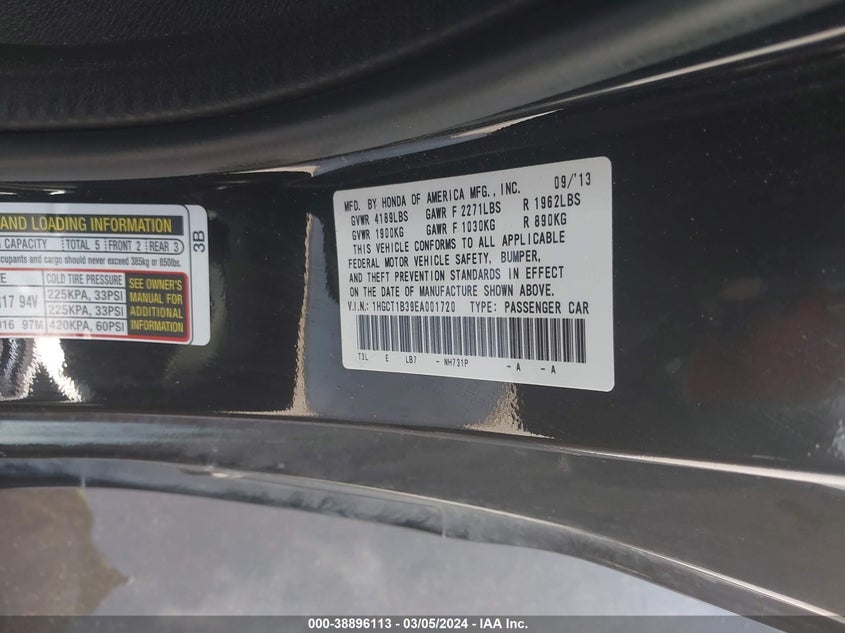 AND LOADING INFORMATION
CAPACITY TOTAL 5 FRONT 2 REAR 3
occupants and cargo should never exceed 385kg or 850lbs.
COLD TIRE PRESSURE
SEE OWNER'S MANUAL FOR ADDITIONAL INFORMATION
R17 94V 225KPA, 33PSI
225KPA, 33PSI
97M 420KPA, 60PSI
3B
MFD. BY HONDA OF AMERICA MFG., INC. 09/'13
GVWR 4189LBS GAWR F 2271LBS R 1962LBS
GVWR 1900KG GAWR F 1030KG R 890KG
THIS VEHICLE CONFORMS TO ALL APPLICABLE
FEDERAL MOTOR VEHICLE SAFETY, BUMPER,
AND THEFT PREVENTION STANDARDS IN EFFECT
ON THE DATE OF MANUFACTURE SHOWN ABOVE.
V.I.N.: 1HGCT1B39EA001720 TYPE: PASSENGER CAR
T3L E LB7 - NH731P -A -A
000-38896113 - 03/05/2024 - IAA Inc.